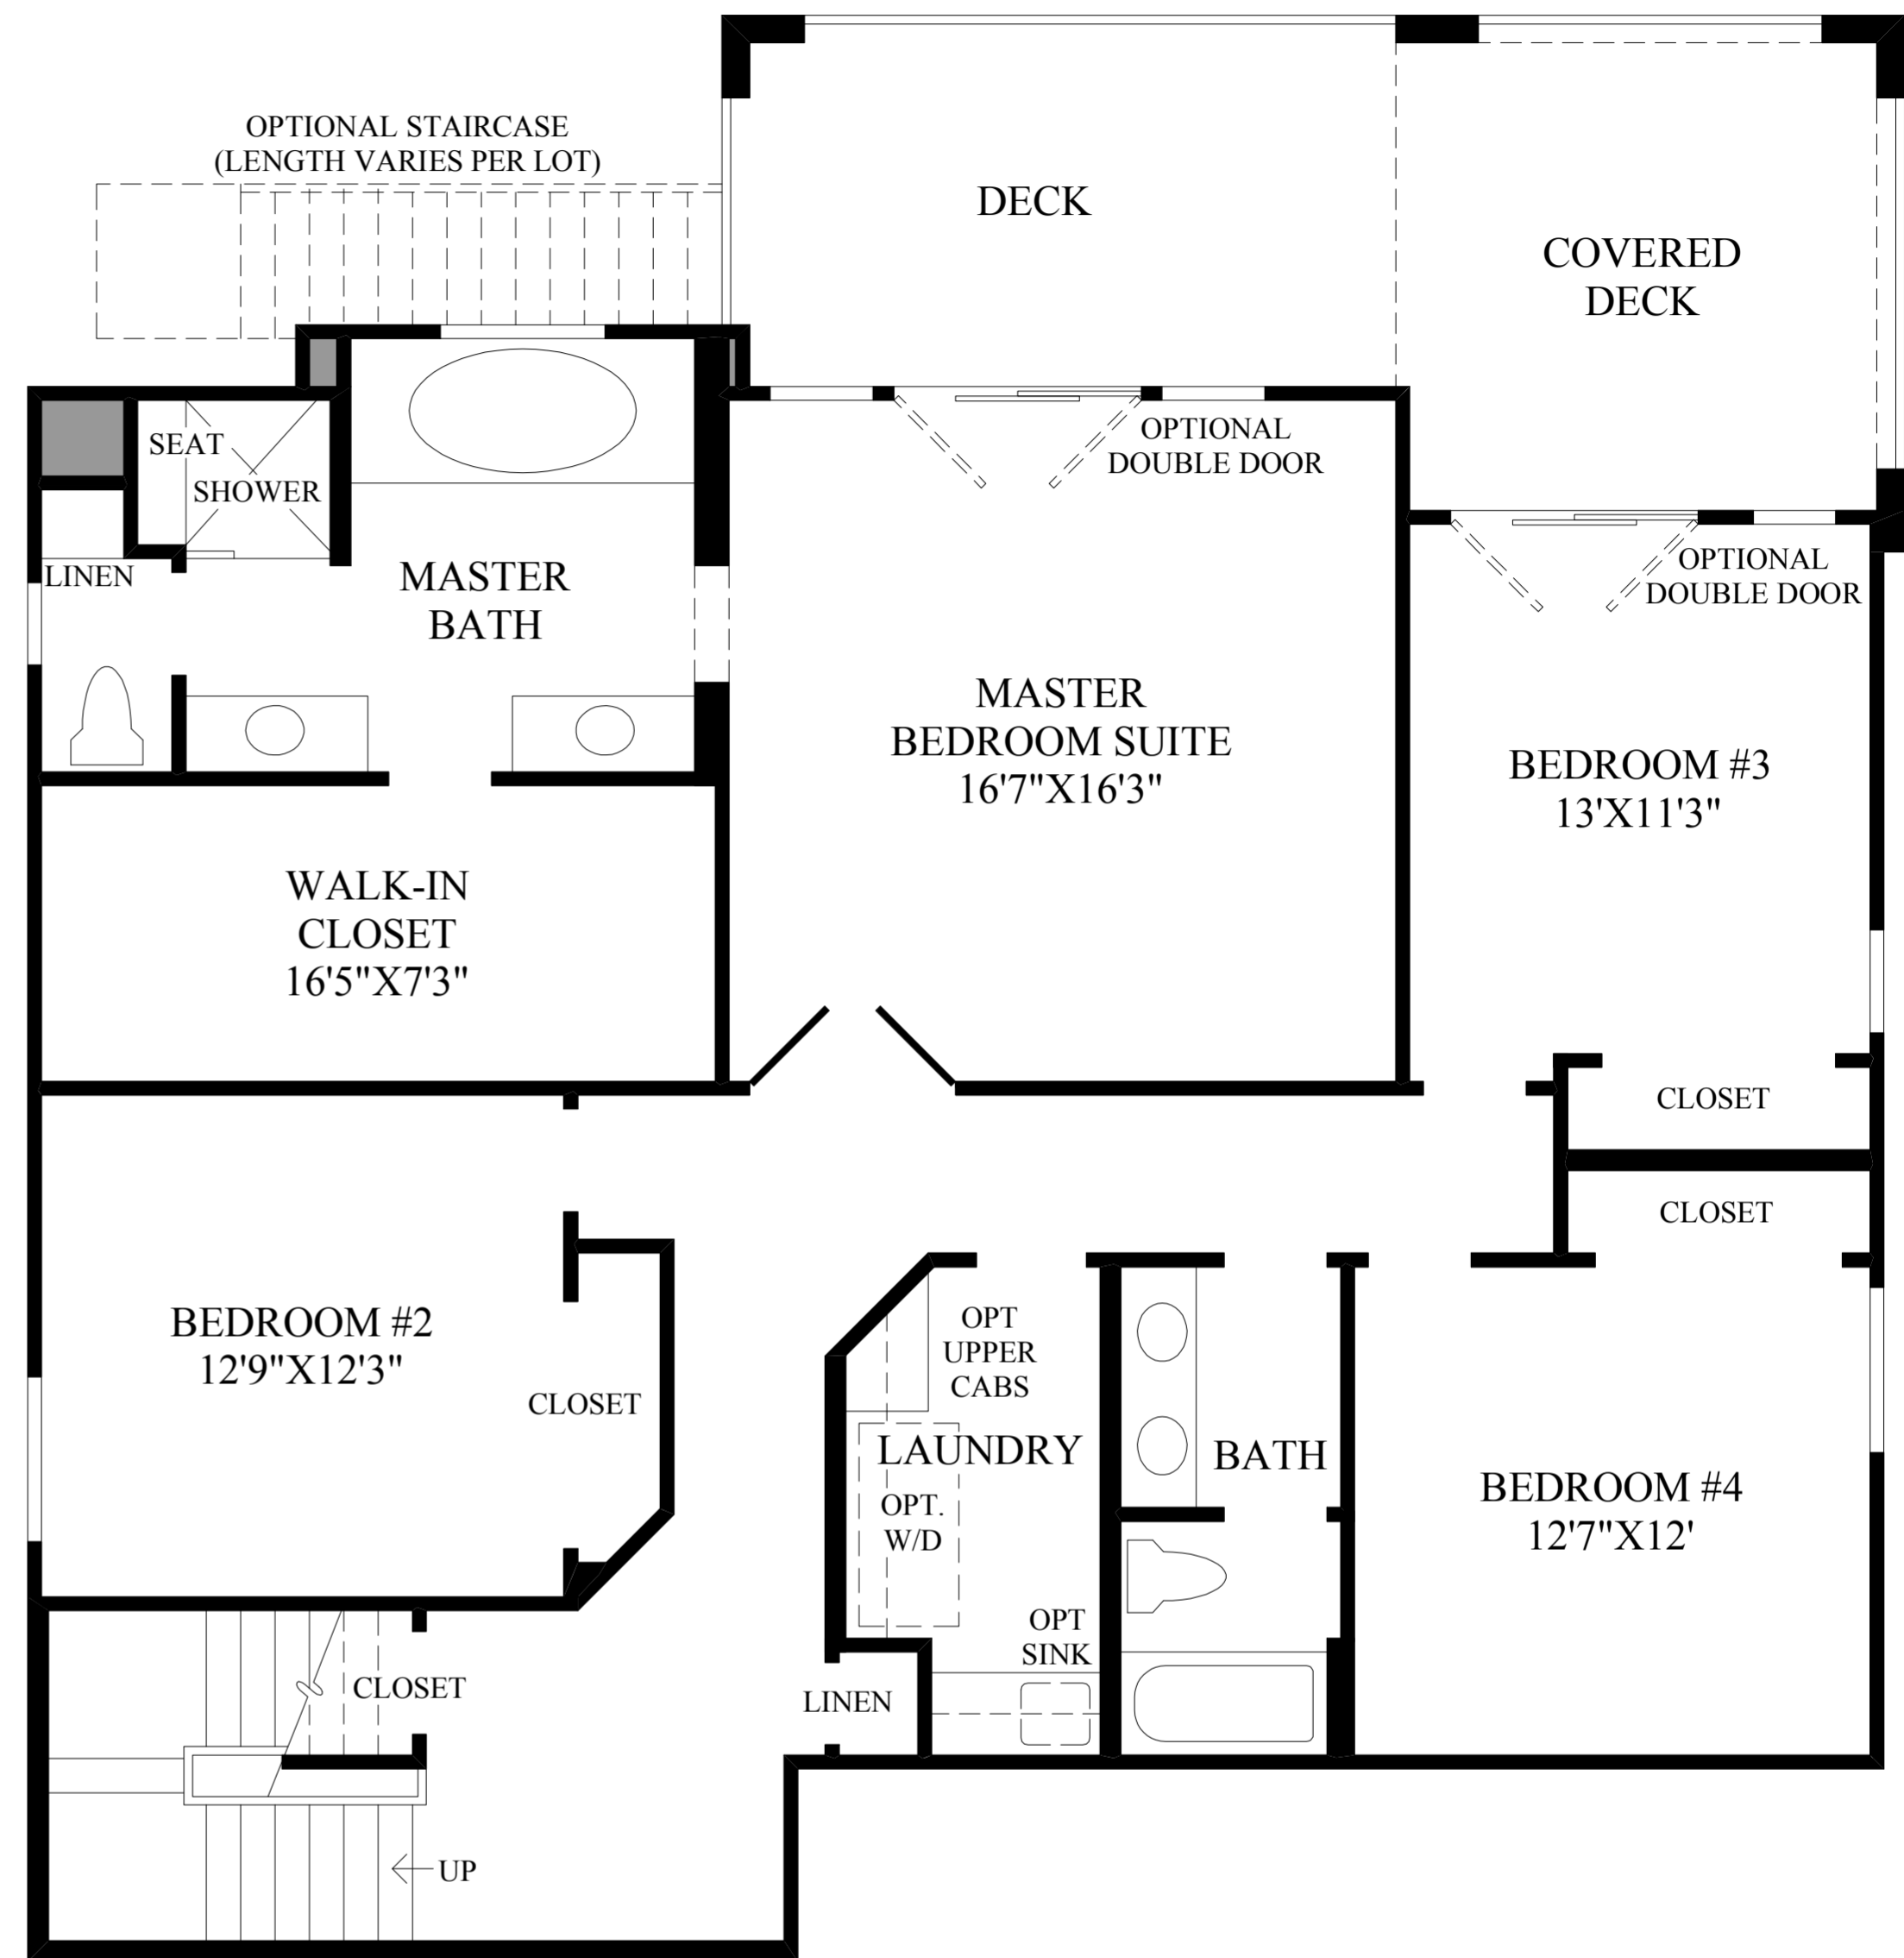 OPTIONAL STAIRCASE
(LENGTH VARIES PER LOT)
DECK
COVERED
DECK
SEAT
SHOWER
OPTIONAL
DOUBLE DOOR
OPTIONAL
DOUBLE DOOR
LINEN
MASTER
BATH
MASTER
BEDROOM SUITE
16'7"X16'3"
BEDROOM #3
13'X11'3"
WALK-IN
CLOSET
16'5"X7'3"
CLOSET
CLOSET
BEDROOM #2
12'9"X12'3"
CLOSET
OPT
UPPER
CABS
LAUNDRY
OPT.
W/D
BATH
BEDROOM #4
12'7"X12'
OPT
SINK
CLOSET
LINEN
UP